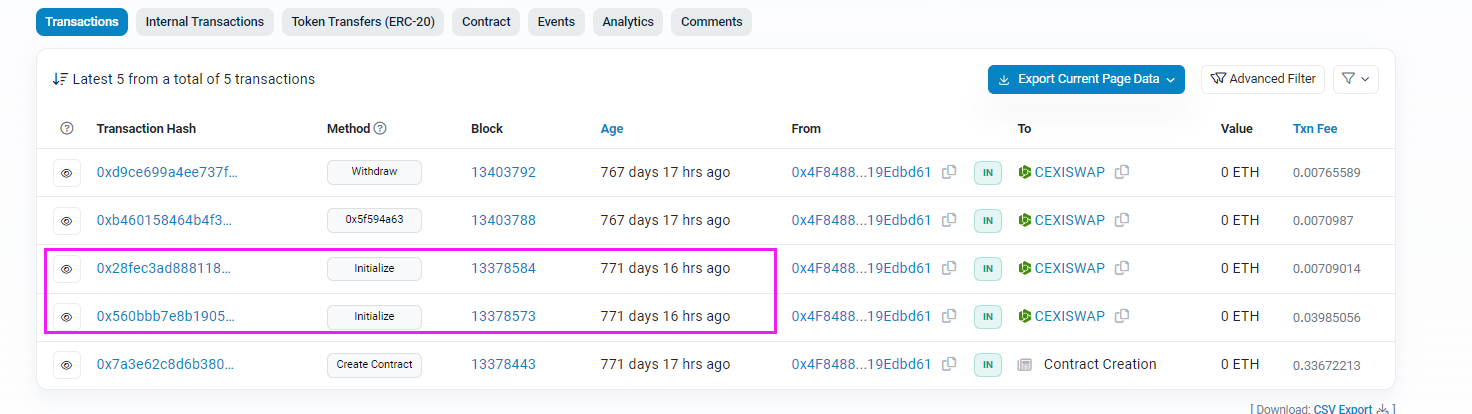 Transactions Internal Transactions Token Transfers (ERC-20) Contract Events Analytics Comments
Latest 5 from a total of 5 transactions Export Current Page Data Advanced Filter
Transaction Hash Method Block Age From To Value Txn Fee
0xd9ce699a4ee737f... Withdraw 13403792 767 days 17 hrs ago 0x4F8488...19Edbd61 IN CEXISWAP 0 ETH 0.00765589
0xb460158464b4f3... 0x5f594a63 13403788 767 days 17 hrs ago 0x4F8488...19Edbd61 IN CEXISWAP 0 ETH 0.0070987
0x28fec3ad888118... Initialize 13378584 771 days 16 hrs ago 0x4F8488...19Edbd61 IN CEXISWAP 0 ETH 0.00709014
0x560bbb7e8b1905... Initialize 13378573 771 days 16 hrs ago 0x4F8488...19Edbd61 IN CEXISWAP 0 ETH 0.03985056
0x7a3e62c8d6b380... Create Contract 13378443 771 days 16 hrs ago 0x4F8488...19Edbd61 IN Contract Creation 0 ETH 0.33672213
[ Download: CSV Export ]